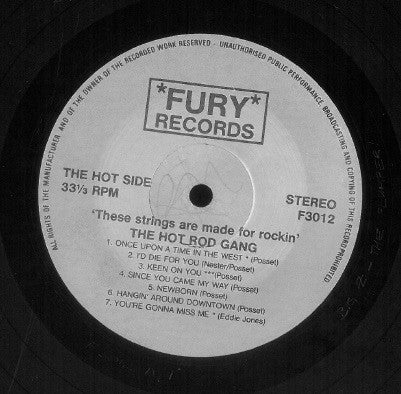 ALL RIGHTS OF THE MANUFACTURER AND OF THE OWNER OF THE RECORDED WORK RESERVED - UNAUTHORISED PUBLIC PERFORMANCE, BROADCASTING AND COPYING OF THIS RECORD PROHIBITED
*FURY*
RECORDS
THE HOT SIDE
33⅓ RPM
STEREO
F3012
'These strings are made for rockin'
THE HOT ROD GANG
1. ONCE UPON A TIME IN THE WEST * (Posset)
2. I'D DIE FOR YOU (Nester/Posset)
3. KEEN ON YOU *** (Posset)
4. SINCE YOU CAME MY WAY (Posset)
5. NEWBORN (Posset)
6. HANGIN' AROUND DOWNTOWN (Posset)
7. YOU'RE GONNA MISS ME * (Eddie Jones)